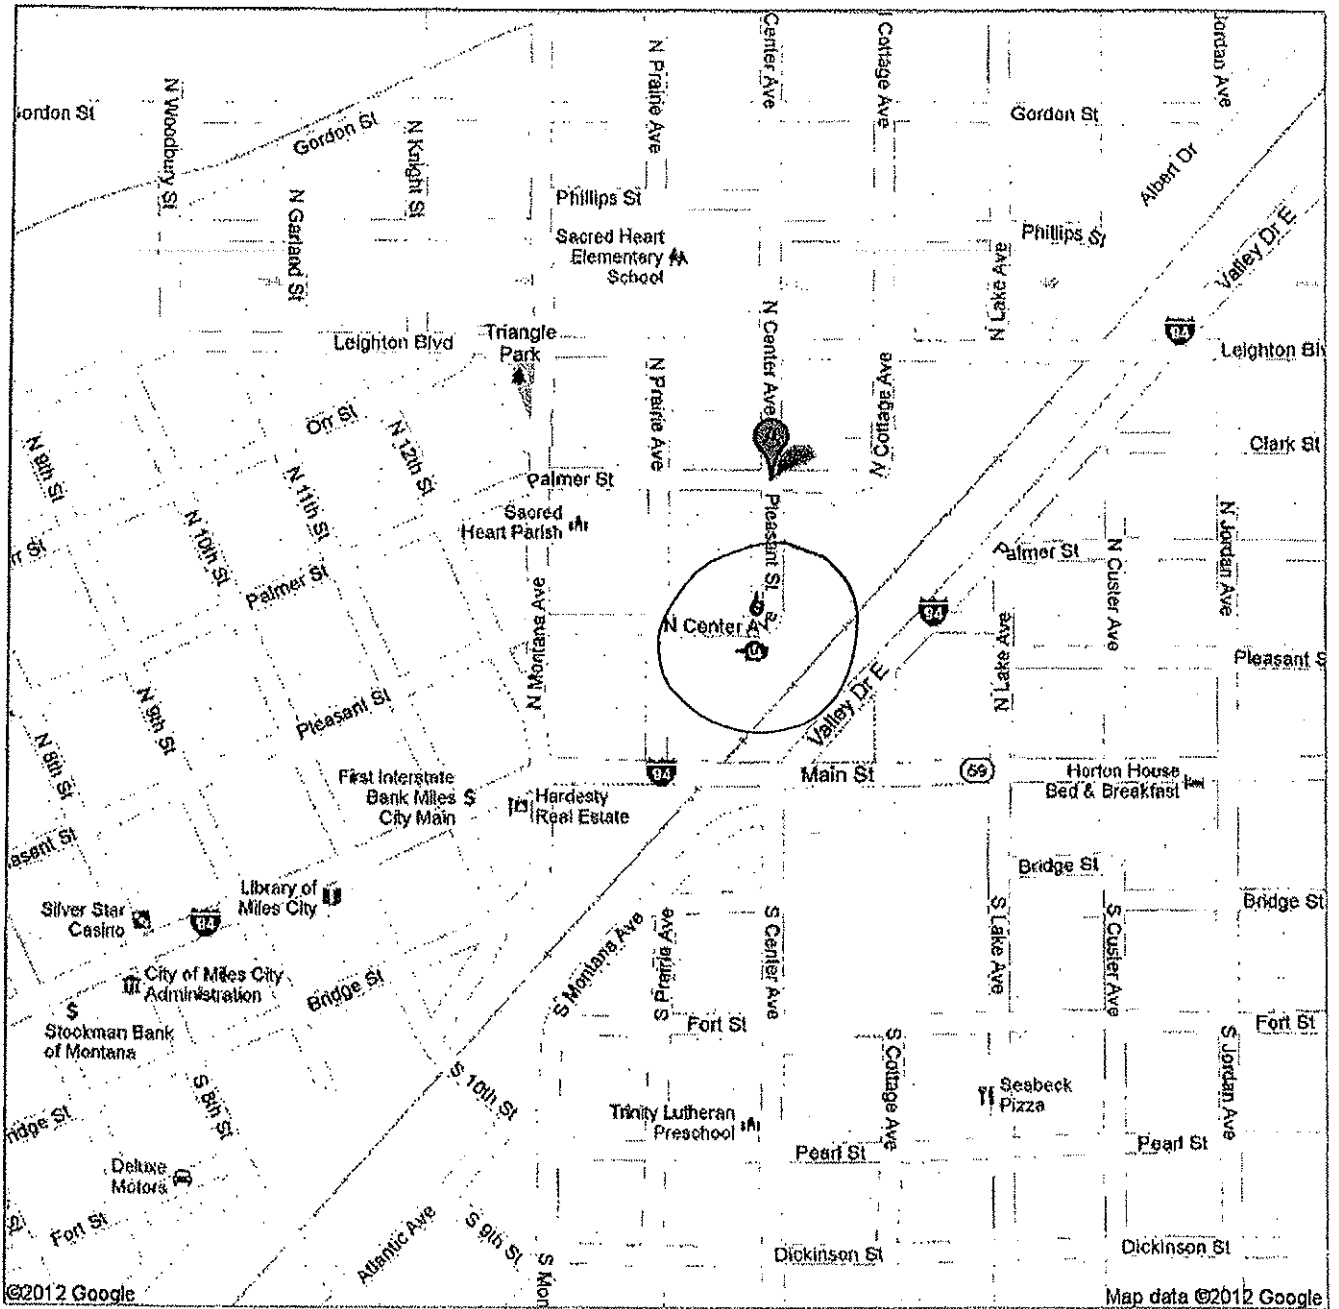 Center Ave
Cottage Ave
Jordan Ave
N Prairie Ave
N Woodbury St
Gordon St
Gordon St
N Knight St
Gordon St
Albert Dr
N Garland St
Phillips St
Phillips St
Sacred Heart
Elementary
School
Valley Dr E
N Lake Ave
N Center Ave
94
Leighton Blvd
Triangle
Park
Leighton Bl
N Prairie Ave
N Cottage Ave
Orr St
N 12th St
N 9th St
Clark St
N 11th St
Palmer St
Pleasant St
N 10th St
Sacred
Heart Parish
N Jordan Ave
Palmer St
N Custer Ave
Palmer St
N Montana Ave
N Center A
94
N Lake Ave
Pleasant S
N 9th St
Pleasant St
Valley Dr E
N 8th St
First Interstate
Bank Miles
City Main
94
Main St
59
Horton House
Bed & Breakfast
Hardesty
Real Estate
easant St
Bridge St
Library of
Miles City
Bridge St
Silver Star
Casino
94
S Montana Ave
S Prairie Ave
S Center Ave
S Lake Ave
S Custer Ave
City of Miles City
Administration
Bridge St
Stockman Bank
of Montana
Fort St
Fort St
S 10th St
S Cottage Ave
S Jordan Ave
S 8th St
Seabeck
Pizza
Trinity Lutheran
Preschool
ridge St
Pearl St
Pearl St
Deluxe
Motors
Fort St
Atlantic Ave
S 9th St
S Mon
Dickinson St
Dickinson St
©2012 Google
Map data ©2012 Google